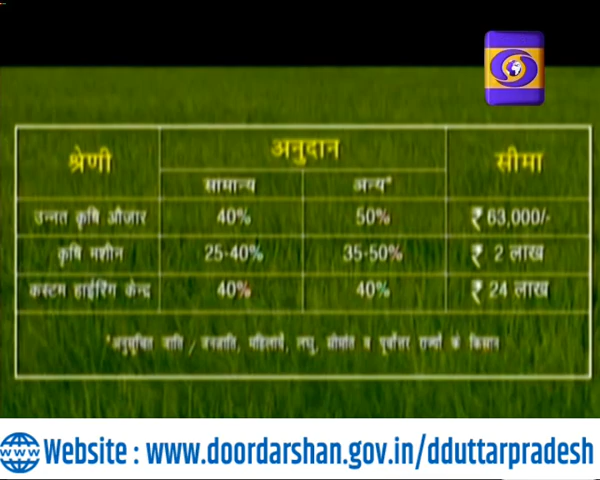 श्रेणी अनुदान सीमा
सामान्य अन्य*
उन्नत कृषि औजार 40% 50% ₹ 63,000/-
कृषि मशीन 25-40% 35-50% ₹ 2 लाख
कस्टम हाईरिंग केन्द्र 40% 40% ₹ 24 लाख
*अनुसूचित जाति / जनजाति, महिलायें, लघु, सीमांत व पूर्वोत्तर राज्यों के किसान
Website : www.doordarshan.gov.in/dduttarpradesh